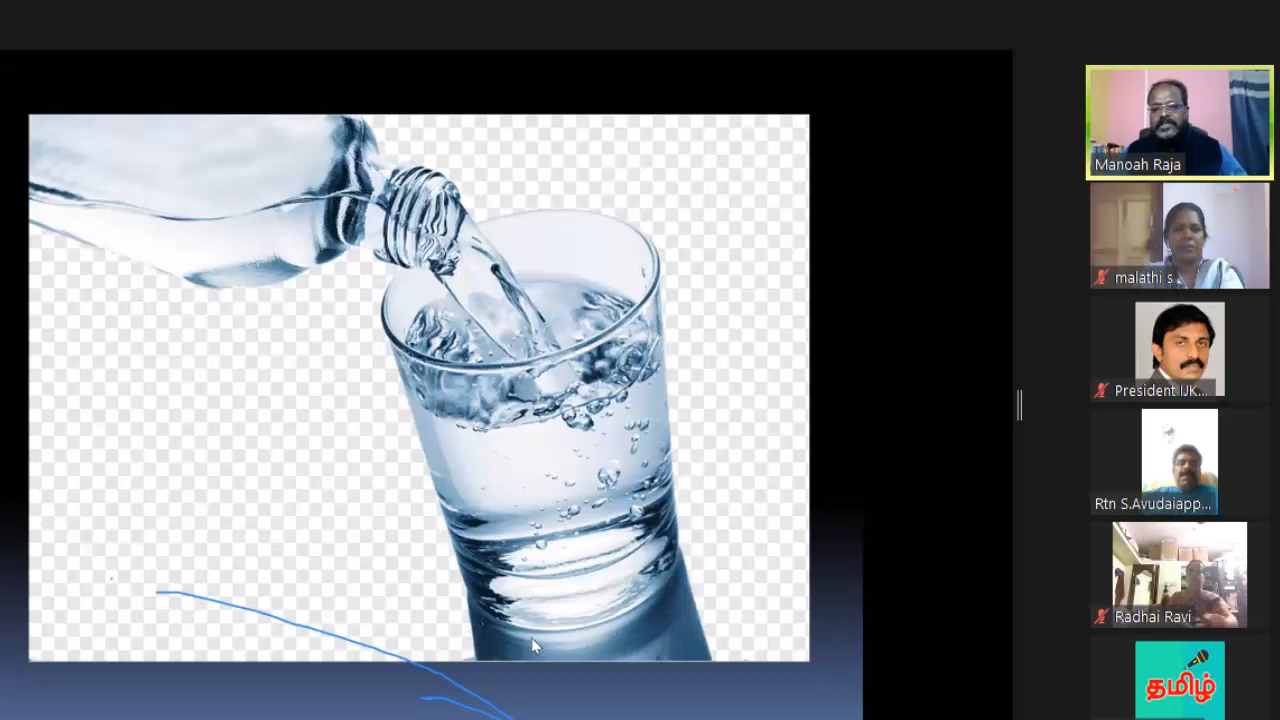 Manoah Raja
malathi s
President IJK...
Rtn S.Avudaiapp...
Radhai Ravi
தமிழ்